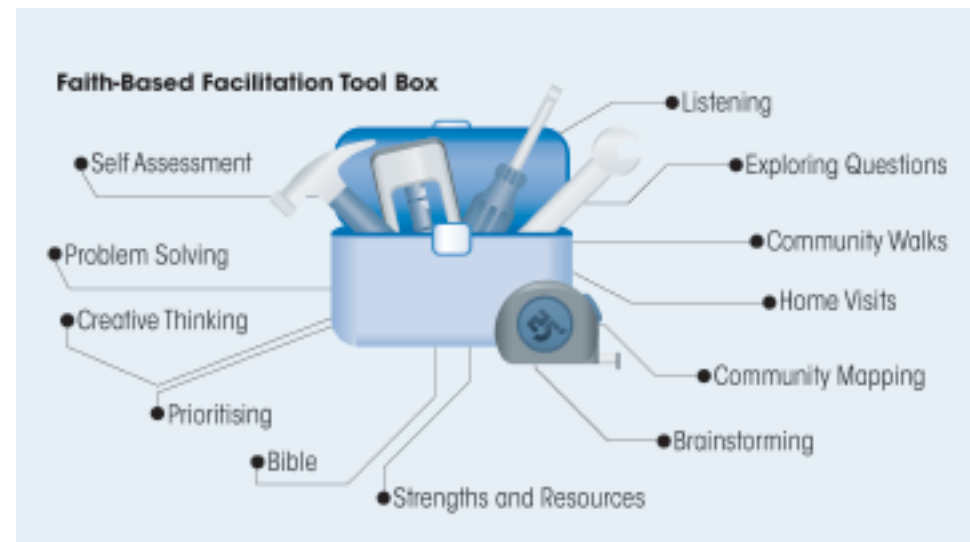 Faith-Based Facilitation Tool Box
Listening
Self Assessment
Exploring Questions
Community Walks
Problem Solving
Home Visits
Creative Thinking
Community Mapping
Prioritising
Brainstorming
Bible
Strengths and Resources